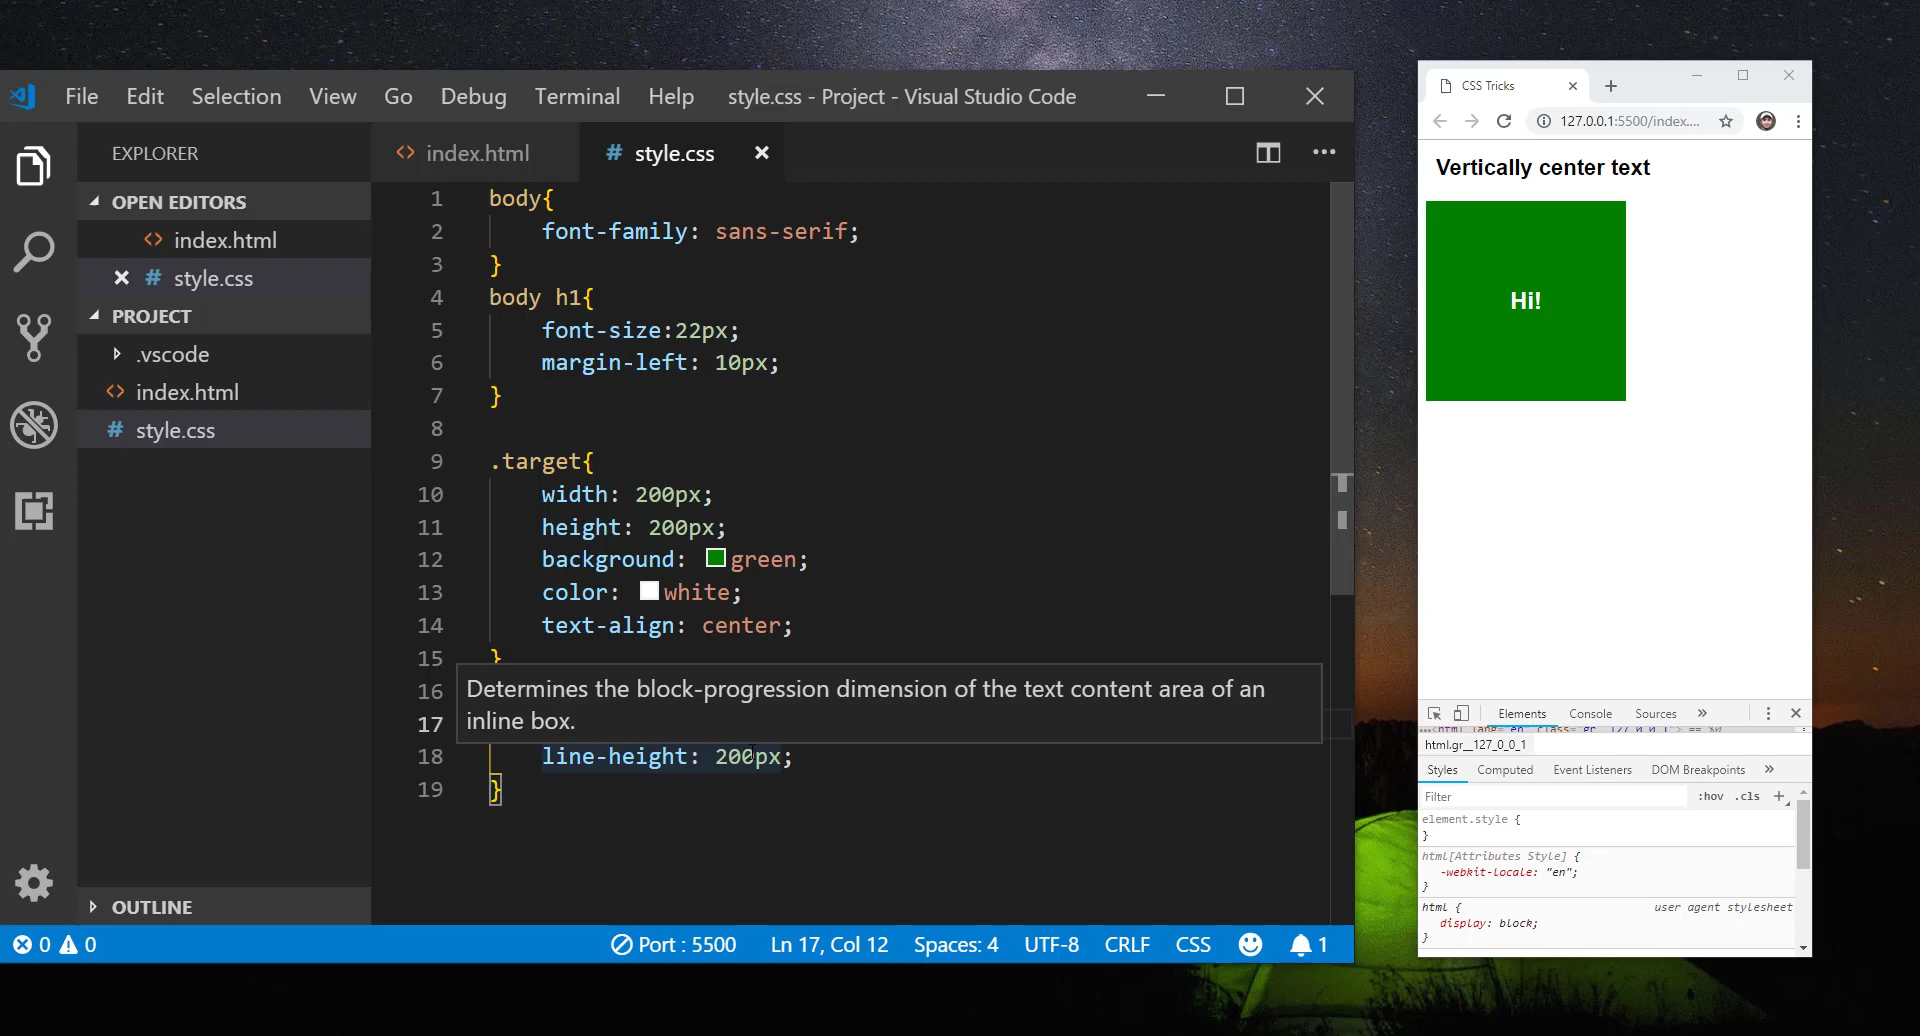 File Edit Selection View Go Debug Terminal Help style.css - Project - Visual Studio Code
EXPLORER
OPEN EDITORS
index.html
style.css
PROJECT
.vscode
index.html
style.css
OUTLINE
index.html
style.css
1 body{
2 font-family: sans-serif;
3 }
4 body h1{
5 font-size:22px;
6 margin-left: 10px;
7 }
8
9 .target{
10 width: 200px;
11 height: 200px;
12 background: green;
13 color: white;
14 text-align: center;
15 }
16
17
Determines the block-progression dimension of the text content area of an
inline box.
18 line-height: 200px;
19 }
0 0 Port : 5500 Ln 17, Col 12 Spaces: 4 UTF-8 CRLF CSS 1
CSS Tricks
127.0.0.1:5500/index....
Vertically center text
Hi!
Elements Console Sources »
html.gr__127_0_0_1
Styles Computed Event Listeners DOM Breakpoints »
Filter :hov .cls +
element.style {
}
html[Attributes Style] {
-webkit-locale: "en";
}
html { user agent stylesheet
display: block;
}